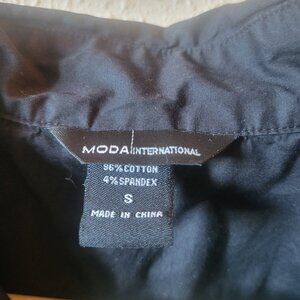 MODA INTERNATIONAL
96% COTTON
4% SPANDEX
S
MADE IN CHINA